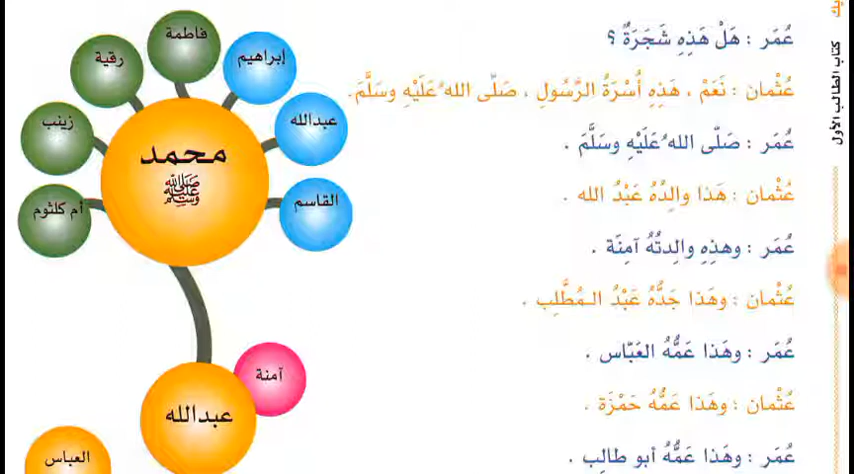 عُمَر : هَلْ هَذِهِ شَجَرَةٌ ؟
عُثْمان : نَعَمْ ، هَذِهِ أُسْرَةُ الرَّسُولِ ، صَلّى اللهُ عَلَيْهِ وسَلَّمَ .
عُمَر : صَلّى اللهُ عَلَيْهِ وسَلَّمَ .
عُثْمان : هَذا والِدُهُ عَبْدُ الله .
عُمَر : وهذِهِ والِدتُهُ آمِنَة .
عُثْمان : وهَذا جَدُّهُ عَبْدُ المُطَّلِب .
عُمَر : وهَذا عَمُّهُ العَبّاس .
عُثْمان : وهَذا عَمُّهُ حَمْزَة .
عُمَر : وهَذا عَمُّهُ أبو طالِب .
فاطمة
إبراهيم
رقية
عبدالله
زينب
محمد
ﷺ
القاسم
أم كلثوم
آمنة
عبدالله
العباس
كتاب الطالب الأول